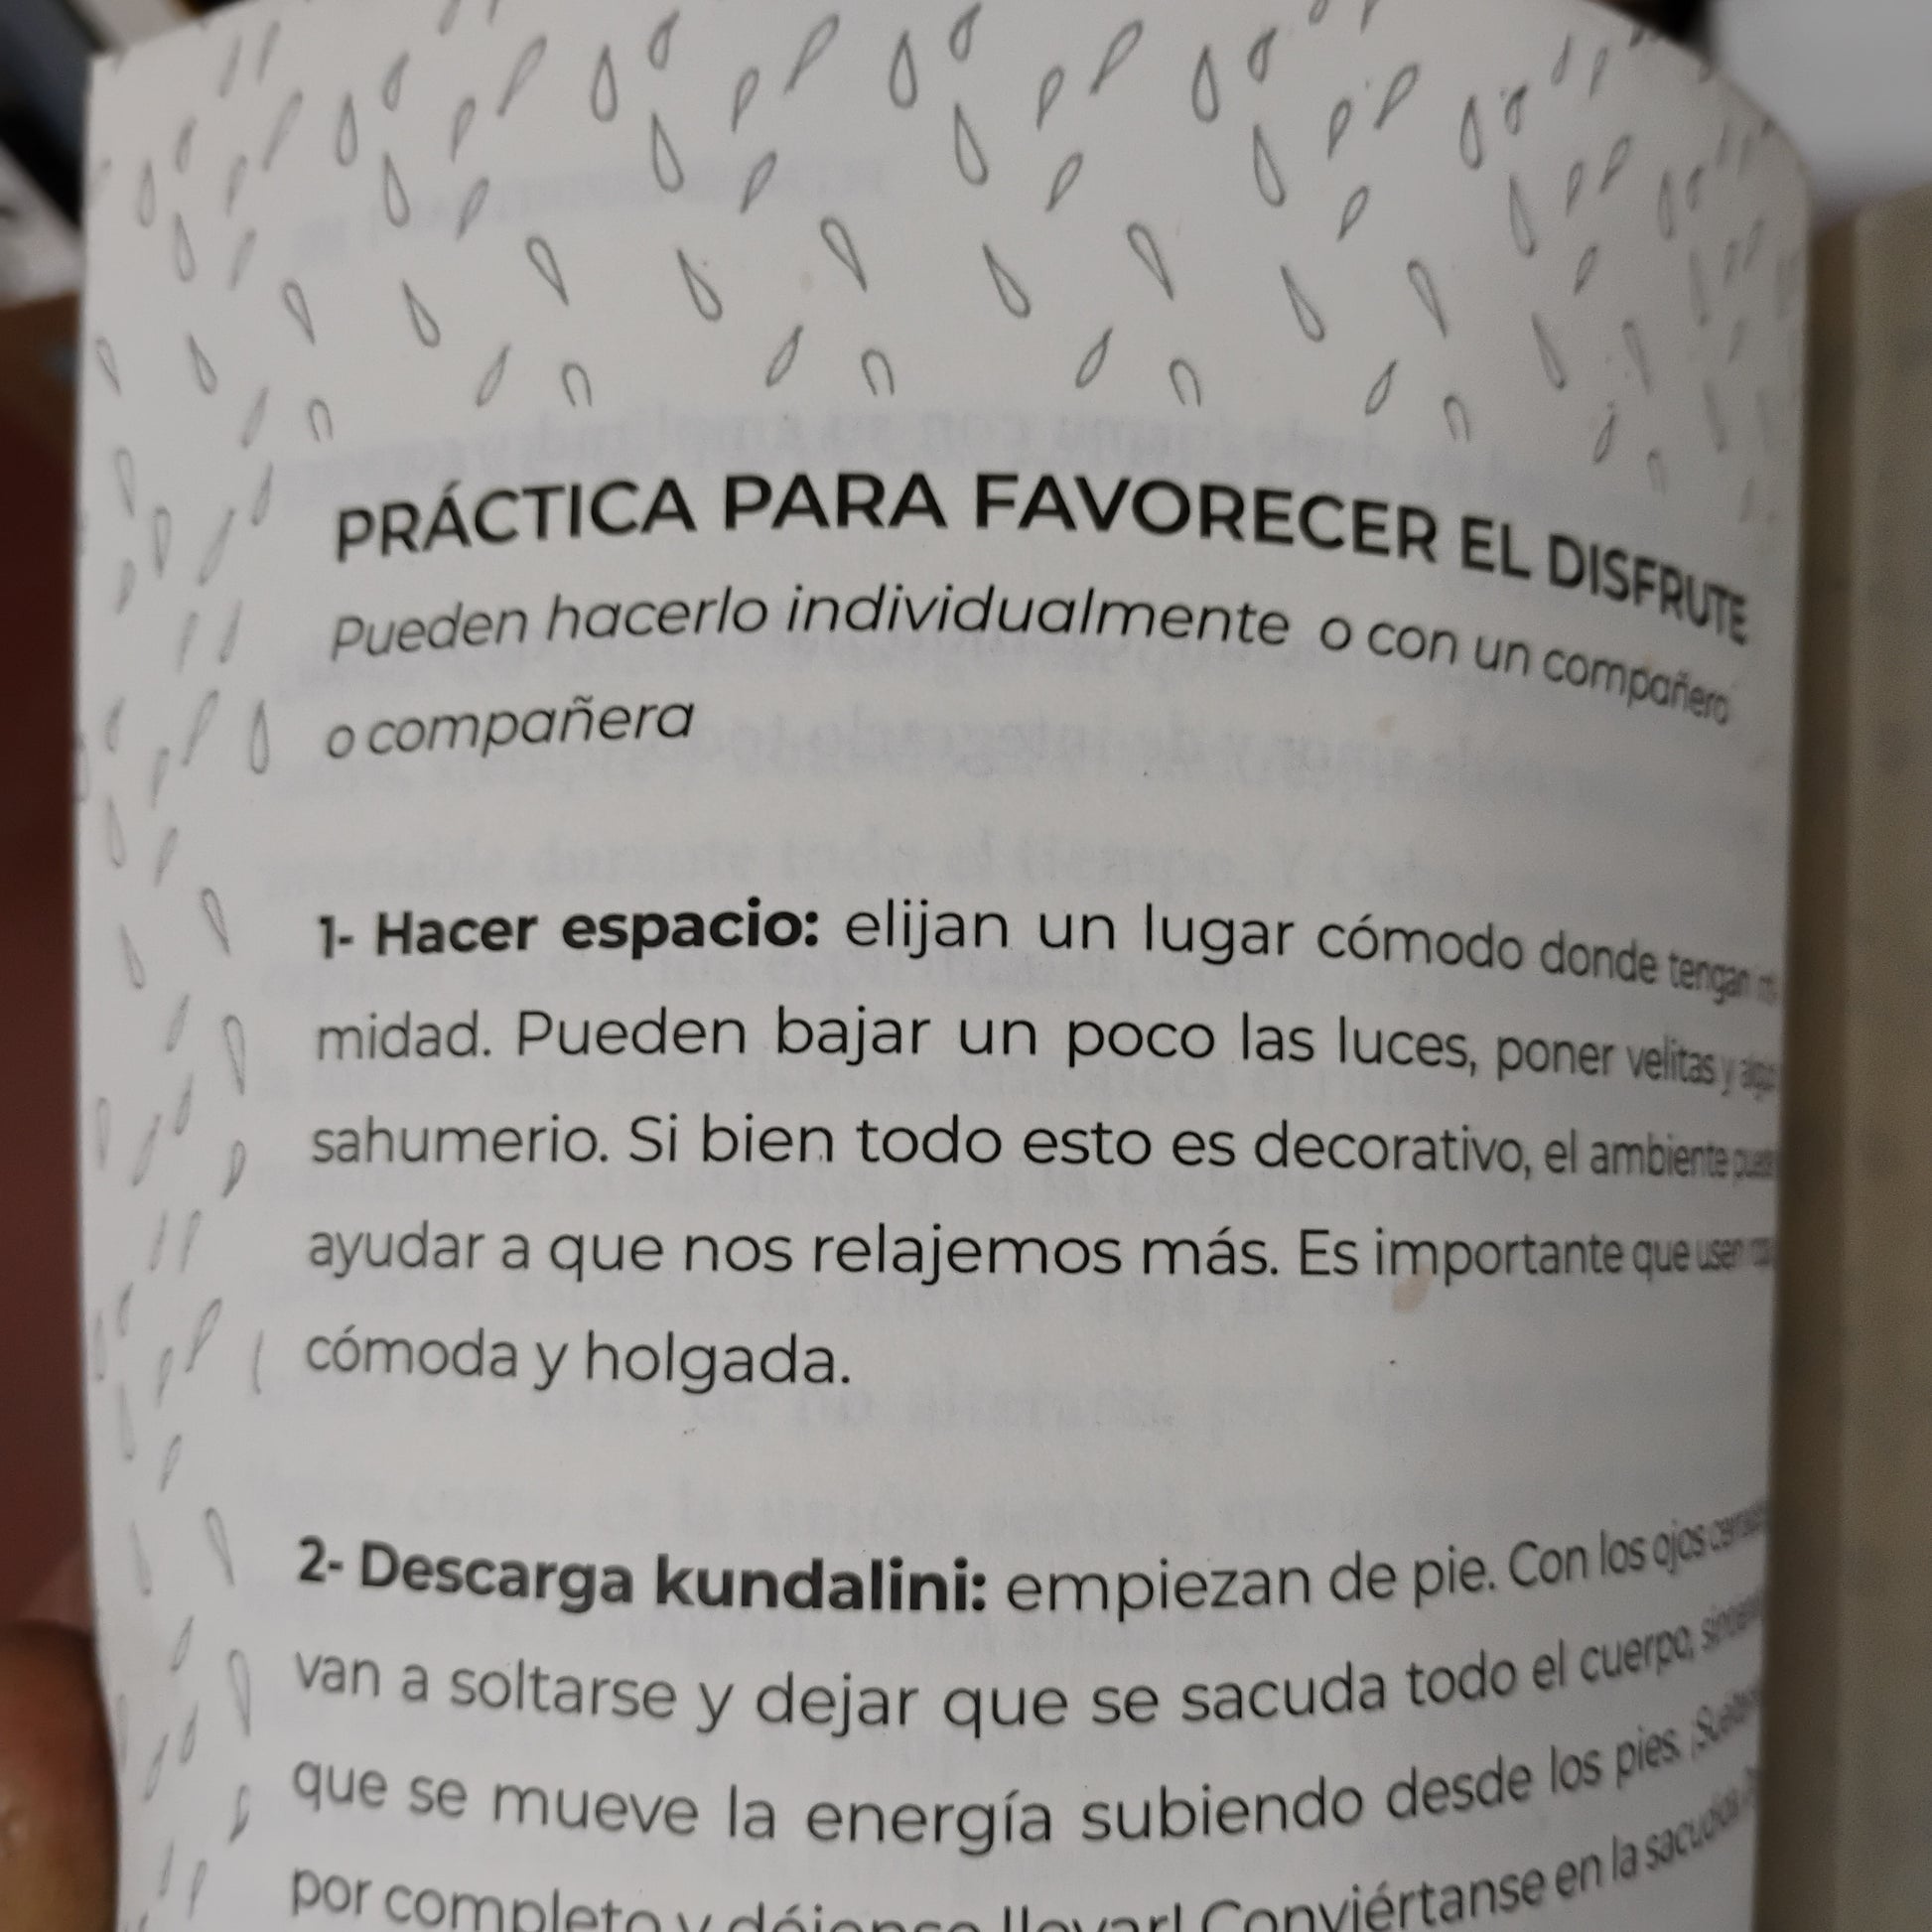 PRÁCTICA PARA FAVORECER EL DISFRUTE
Pueden hacerlo individualmente o con un compañero
o compañera
1- Hacer espacio: elijan un lugar cómodo donde tengan
midad. Pueden bajar un poco las luces, poner velitas y
sahumerio. Si bien todo esto es decorativo, el ambiente
ayudar a que nos relajemos más. Es importante que usen
cómoda y holgada.
2- Descarga kundalini: empiezan de pie. Con los ojos
van a soltarse y dejar que se sacuda todo el cuerpo,
que se mueve la energía subiendo desde los pies.
por completo y déjense llevar! Conviértanse en la